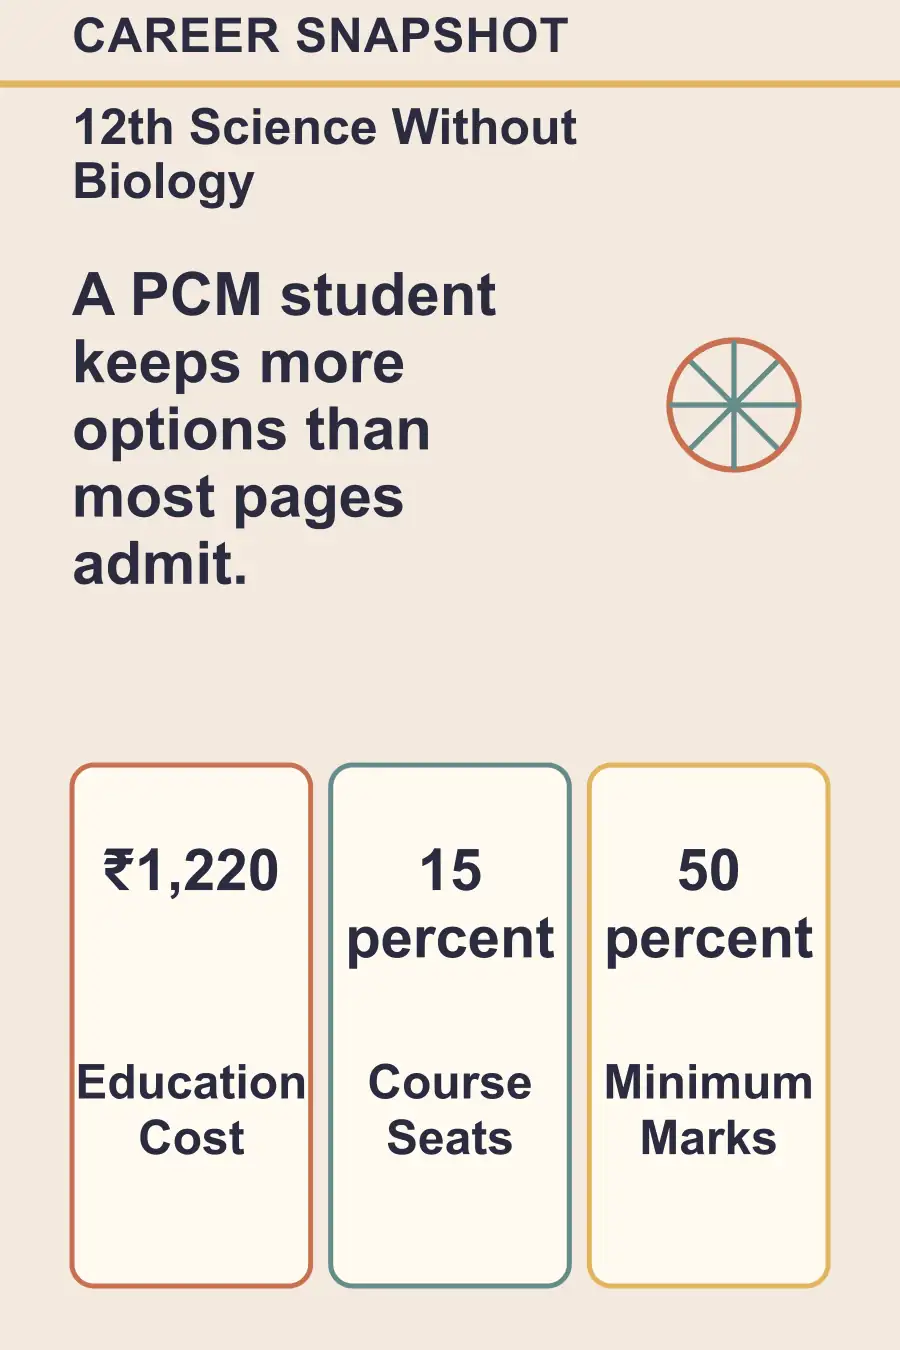 CAREER SNAPSHOT
12th Science Without
Biology
A PCM student
keeps more
options than
most pages
admit.
₹1,220
Education
Cost
15
percent
Course
Seats
50
percent
Minimum
Marks